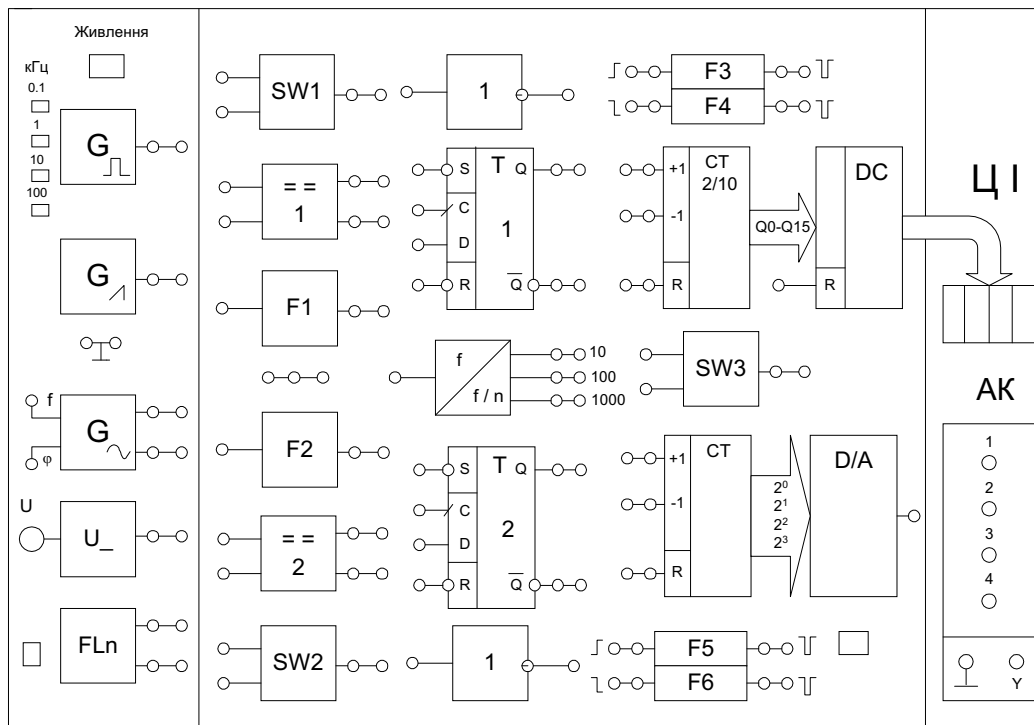 Живлення
кГц
0.1
1
10
100
G
G
f
φ
G
U
U_
FLn
SW1
= =
1
F1
F2
= =
2
SW2
1
S T Q
C
D
1
R Q
f
f / n
10
100
1000
S T Q
C
D
2
R Q
1
F3
F4
+1
-1
R
CT
2/10
Q0-Q15
DC
R
SW3
+1
-1
R
CT
2⁰
2¹
2²
2³
D/A
F5
F6
Ц І
АК
1
2
3
4
Y